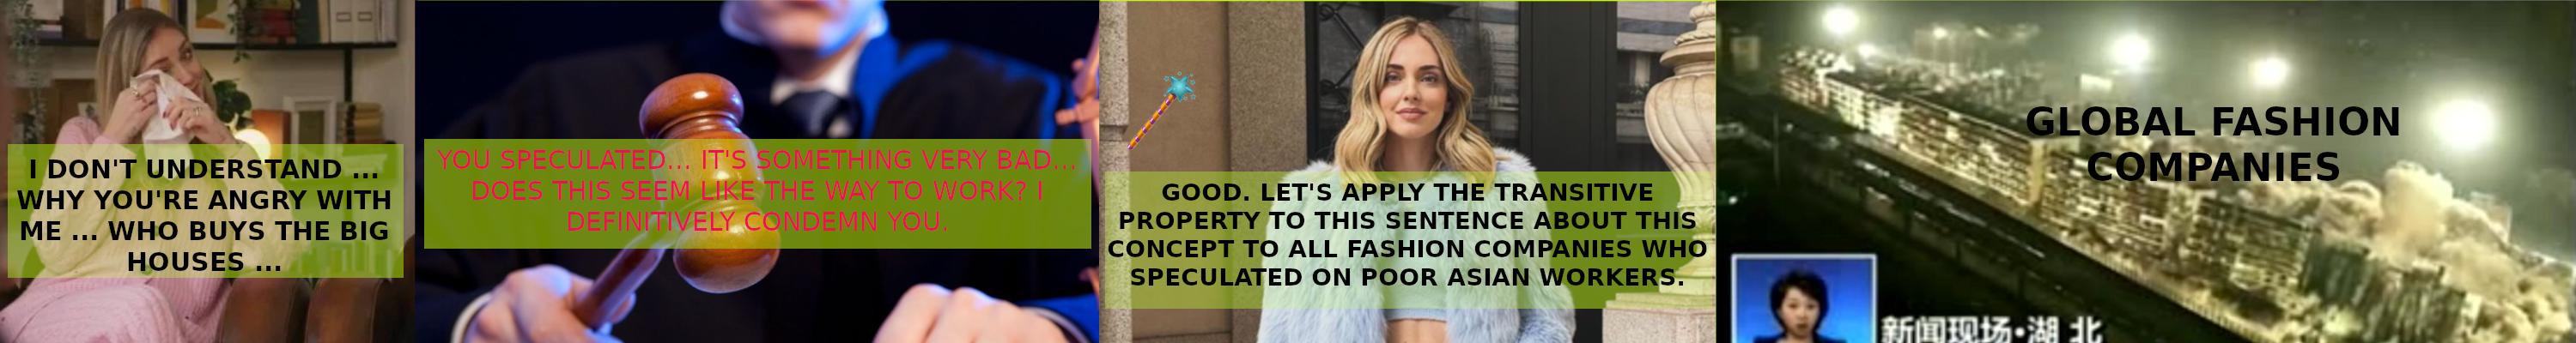 I DON'T UNDERSTAND ...
WHY YOU'RE ANGRY WITH
ME ... WHO BUYS THE BIG
HOUSES ...
YOU SPECULATED... IT'S SOMETHING VERY BAD...
DOES THIS SEEM LIKE THE WAY TO WORK? I
DEFINITIVELY CONDEMN YOU.
GOOD. LET'S APPLY THE TRANSITIVE
PROPERTY TO THIS SENTENCE ABOUT THIS
CONCEPT TO ALL FASHION COMPANIES WHO
SPECULATED ON POOR ASIAN WORKERS.
GLOBAL FASHION
COMPANIES
新闻现场·湖 北